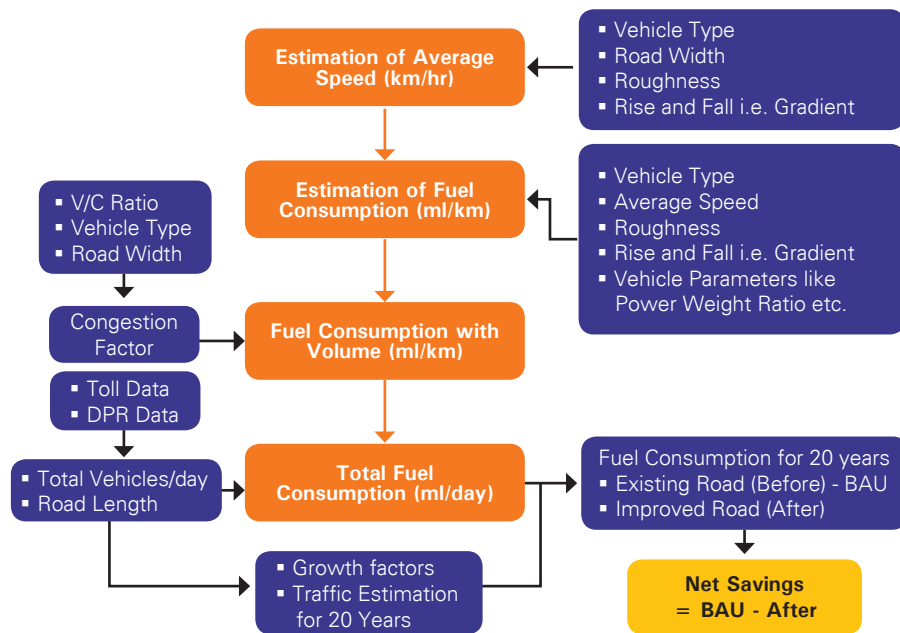 Estimation of Average
Speed (km/hr)
▪ Vehicle Type
▪ Road Width
▪ Roughness
▪ Rise and Fall i.e. Gradient
Estimation of Fuel
Consumption (ml/km)
▪ Vehicle Type
▪ Average Speed
▪ Roughness
▪ Rise and Fall i.e. Gradient
▪ Vehicle Parameters like
Power Weight Ratio etc.
▪ V/C Ratio
▪ Vehicle Type
▪ Road Width
Congestion
Factor
Fuel Consumption with
Volume (ml/km)
▪ Toll Data
▪ DPR Data
▪ Total Vehicles/day
▪ Road Length
Total Fuel
Consumption (ml/day)
Fuel Consumption for 20 years
▪ Existing Road (Before) - BAU
▪ Improved Road (After)
▪ Growth factors
▪ Traffic Estimation
for 20 Years
Net Savings
= BAU - After